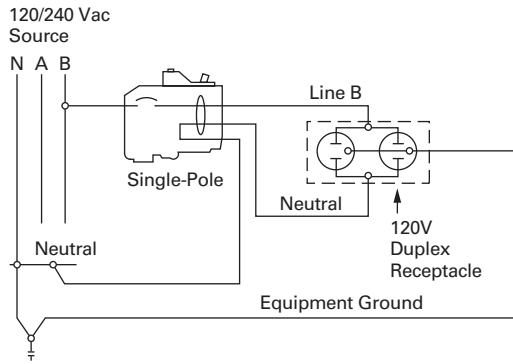 120/240 Vac
Source
N A B
Line B
Single-Pole
Neutral
120V
Duplex
Receptacle
Neutral
Equipment Ground